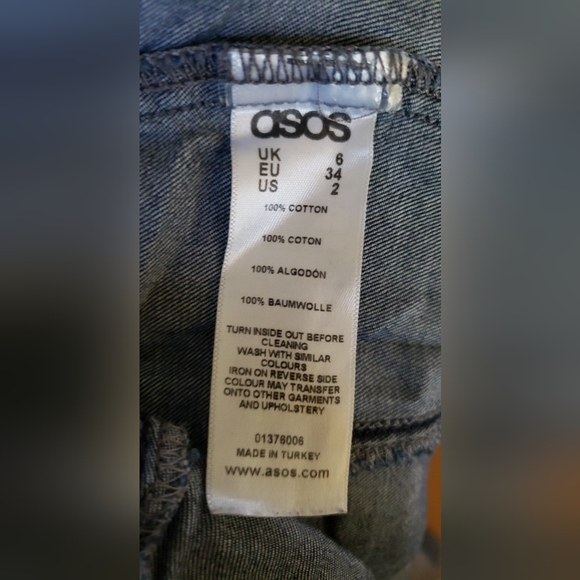 asos
UK 6
EU 34
US 2
100% COTTON
100% COTON
100% ALGODÓN
100% BAUMWOLLE
TURN INSIDE OUT BEFORE
CLEANING
WASH WITH SIMILAR
COLOURS
IRON ON REVERSE SIDE
COLOUR MAY TRANSFER
ONTO OTHER GARMENTS
AND UPHOLSTERY
01376006
MADE IN TURKEY
www.asos.com